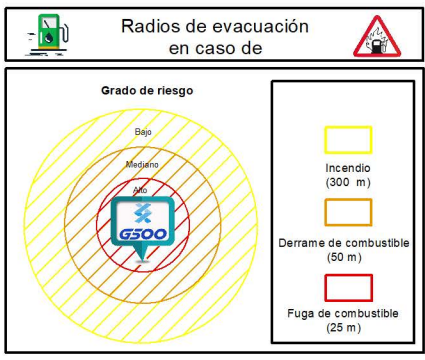 Radios de evacuación
en caso de
Grado de riesgo
Bajo
Mediano
Alto
G500
Incendio
(300 m)
Derrame de combustible
(50 m)
Fuga de combustible
(25 m)